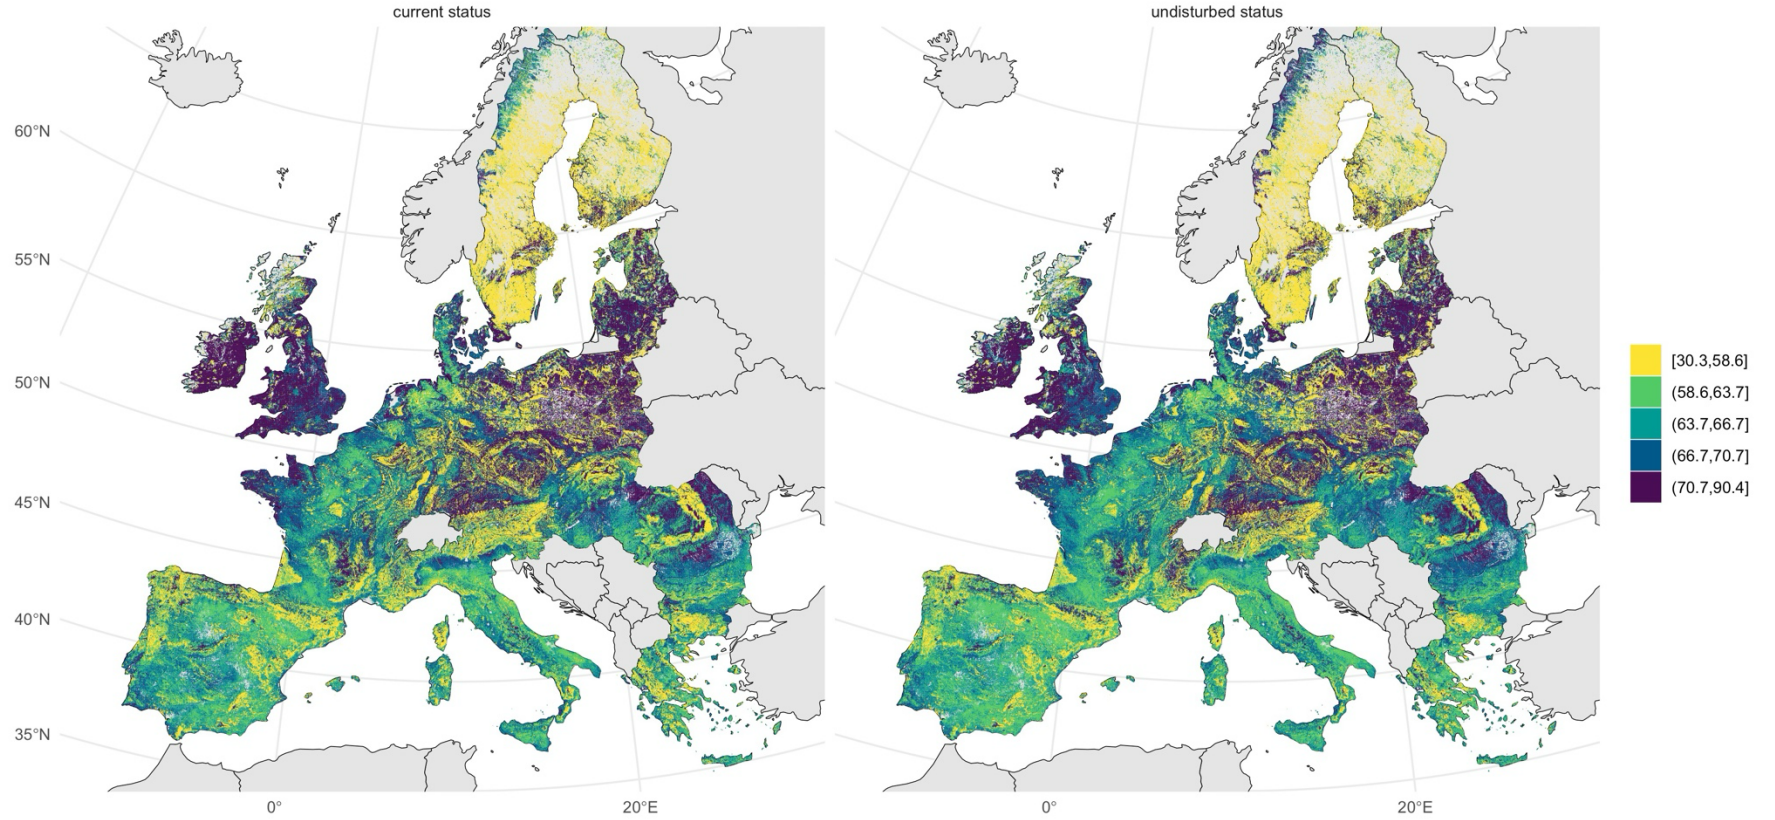 current status
undisturbed status
60°N
55°N
50°N
45°N
40°N
35°N
0°
20°E
0°
20°E
[30.3,58.6]
(58.6,63.7]
(63.7,66.7]
(66.7,70.7]
(70.7,90.4]